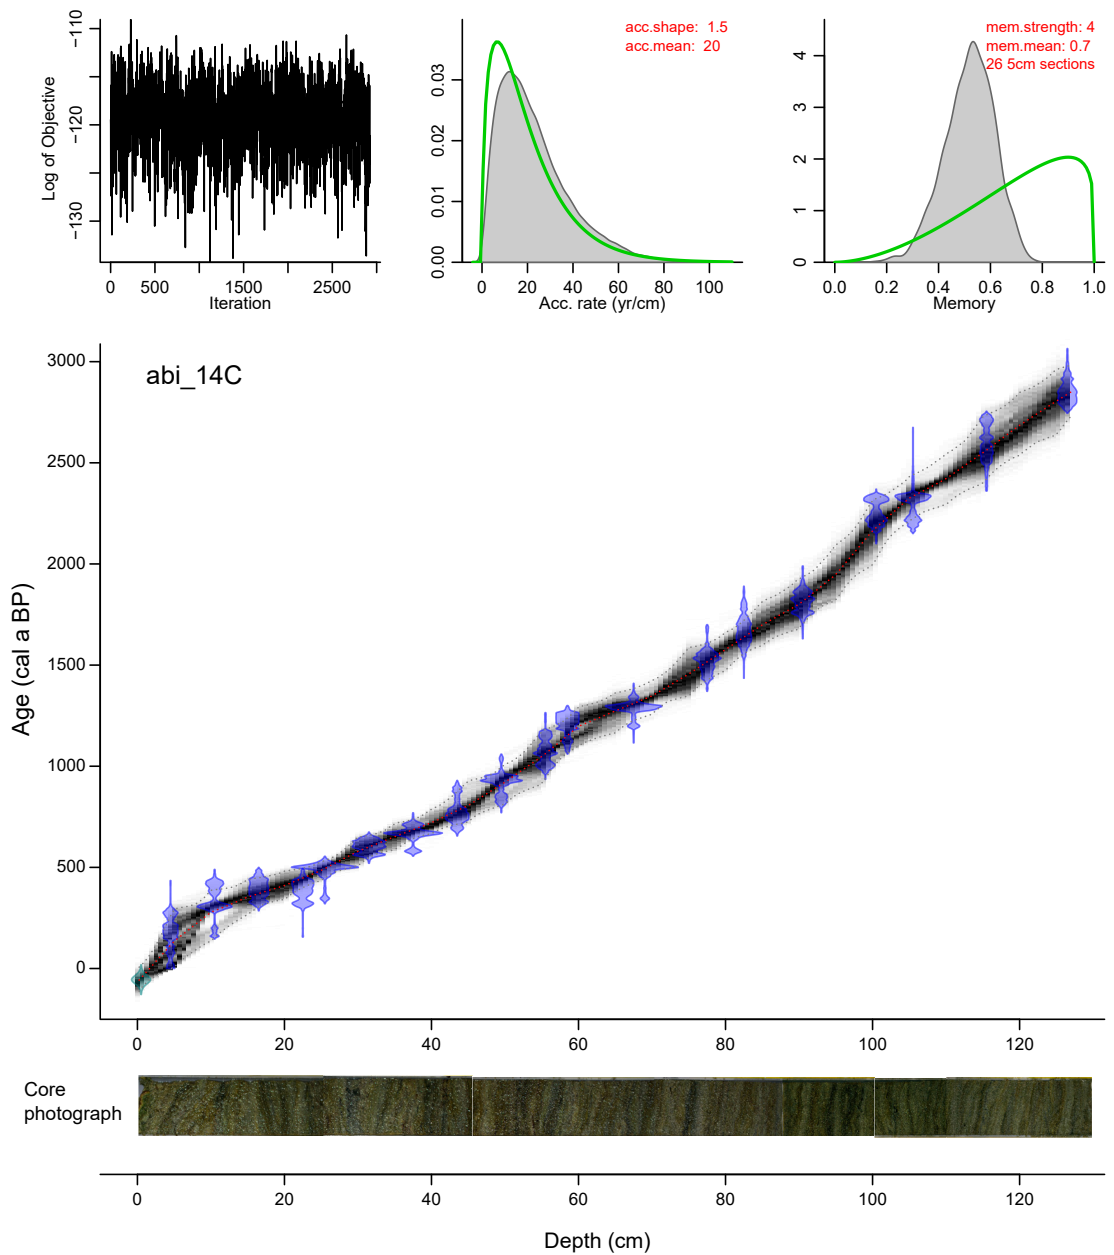 −110
−120
−130
Log of Objective
0 500 1500 2500
Iteration
acc.shape: 1.5
acc.mean: 20
0.03
0.02
0.01
0.00
0 20 40 60 80 100
Acc. rate (yr/cm)
mem.strength: 4
mem.mean: 0.7
26 5cm sections
4
3
2
1
0
0.0 0.2 0.4 0.6 0.8 1.0
Memory
abi_14C
3000
2500
2000
1500
1000
500
0
Age (cal a BP)
0 20 40 60 80 100 120
Core
photograph
0 20 40 60 80 100 120
Depth (cm)